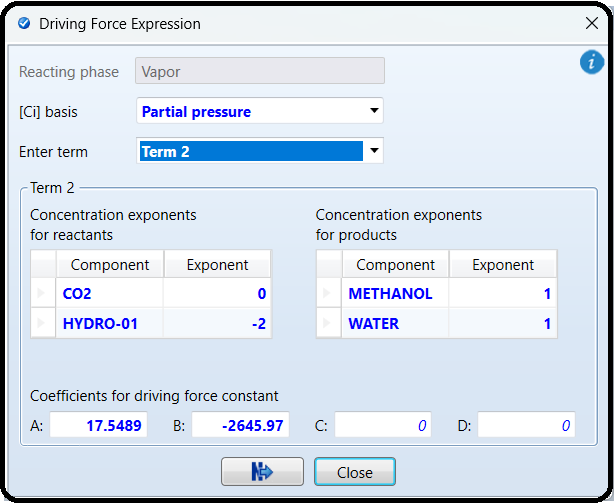 Driving Force Expression
Reacting phase Vapor
[Ci] basis Partial pressure
Enter term Term 2
Term 2
Concentration exponents for reactants
Component Exponent
CO2 0
HYDRO-01 -2
Concentration exponents for products
Component Exponent
METHANOL 1
WATER 1
Coefficients for driving force constant
A: 17.5489 B: -2645.97 C: 0 D: 0
N Close